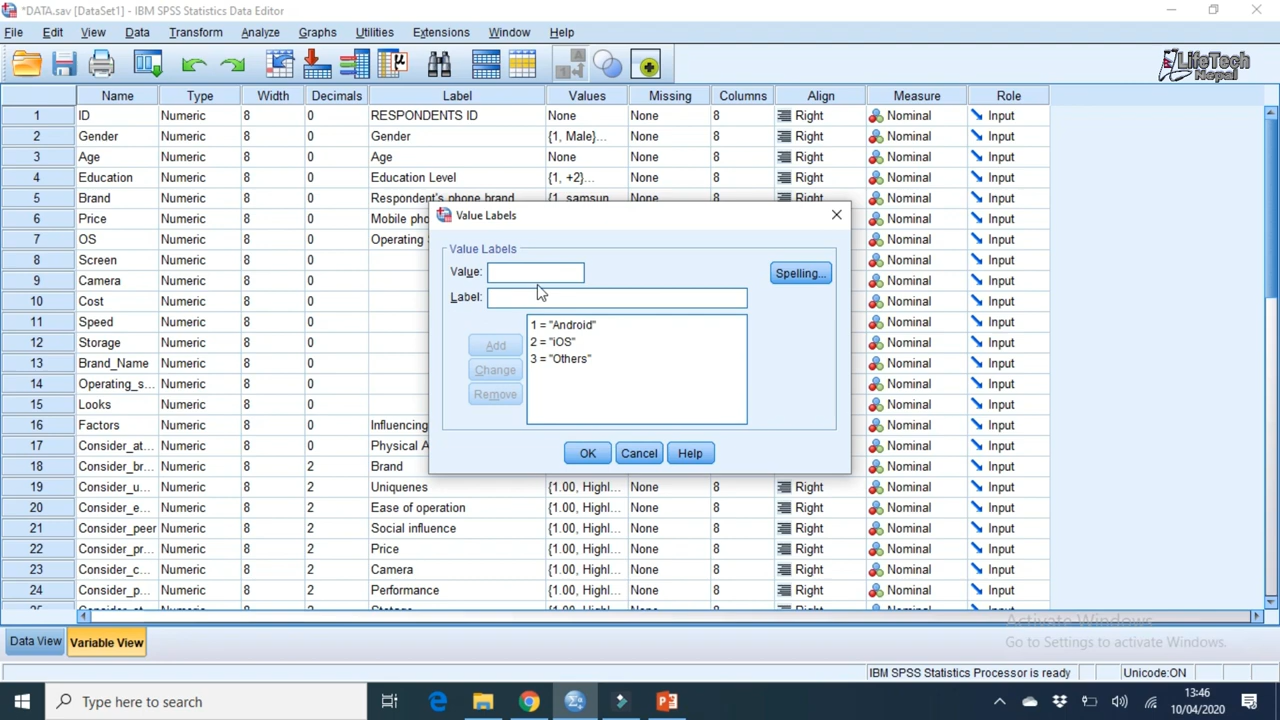 *DATA.sav [DataSet1] - IBM SPSS Statistics Data Editor
File Edit View Data Transform Analyze Graphs Utilities Extensions Window Help
LifeTech
Nepal
Name Type Width Decimals Label Values Missing Columns Align Measure Role
1 ID Numeric 8 0 RESPONDENTS ID None None 8 Right Nominal Input
2 Gender Numeric 8 0 Gender {1, Male}... None 8 Right Nominal Input
3 Age Numeric 8 0 Age None None 8 Right Nominal Input
4 Education Numeric 8 0 Education Level {1, +2}... None 8 Right Nominal Input
5 Brand Numeric 8 0 Respondent's phone brand {1, samsun... None 8 Right Nominal Input
6 Price Numeric 8 0 Mobile pho Right Nominal Input
7 OS Numeric 8 0 Operating Right Nominal Input
8 Screen Numeric 8 0 Right Nominal Input
9 Camera Numeric 8 0 Right Nominal Input
10 Cost Numeric 8 0 Right Nominal Input
11 Speed Numeric 8 0 Right Nominal Input
12 Storage Numeric 8 0 Right Nominal Input
13 Brand_Name Numeric 8 0 Right Nominal Input
14 Operating_s... Numeric 8 0 Right Nominal Input
15 Looks Numeric 8 0 Right Nominal Input
16 Factors Numeric 8 0 Influencing Right Nominal Input
17 Consider_at... Numeric 8 2 Physical A Right Nominal Input
18 Consider_br... Numeric 8 2 Brand Right Nominal Input
19 Consider_u... Numeric 8 2 Uniquenes {1.00, Highl... None 8 Right Nominal Input
20 Consider_e... Numeric 8 2 Ease of operation {1.00, Highl... None 8 Right Nominal Input
21 Consider_peer Numeric 8 2 Social influence {1.00, Highl... None 8 Right Nominal Input
22 Consider_pr... Numeric 8 2 Price {1.00, Highl... None 8 Right Nominal Input
23 Consider_c... Numeric 8 2 Camera {1.00, Highl... None 8 Right Nominal Input
24 Consider_p... Numeric 8 2 Performance {1.00, Highl... None 8 Right Nominal Input
Value Labels
Value Labels
Value:
Spelling...
Label:
1 = "Android"
2 = "iOS"
3 = "Others"
Add
Change
Remove
OK Cancel Help
Activate Windows
Go to Settings to activate Windows.
Data View Variable View
IBM SPSS Statistics Processor is ready Unicode:ON
Type here to search
13:46
10/04/2020